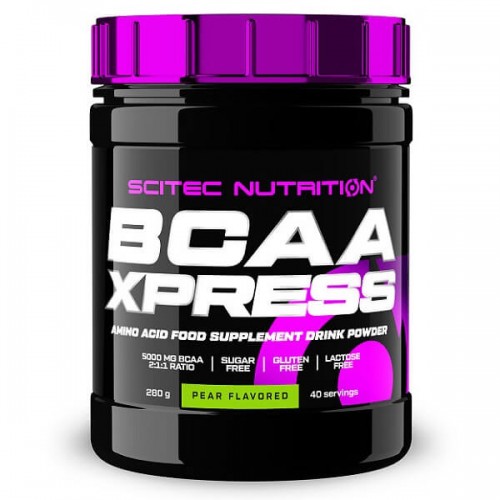 SCITEC NUTRITION®
BCAA
XPRESS
AMINO ACID FOOD SUPPLEMENT DRINK POWDER
5000 MG BCAA
2:1:1 RATIO
SUGAR
FREE
GLUTEN
FREE
LACTOSE
FREE
280 g
PEAR FLAVORED
40 servings